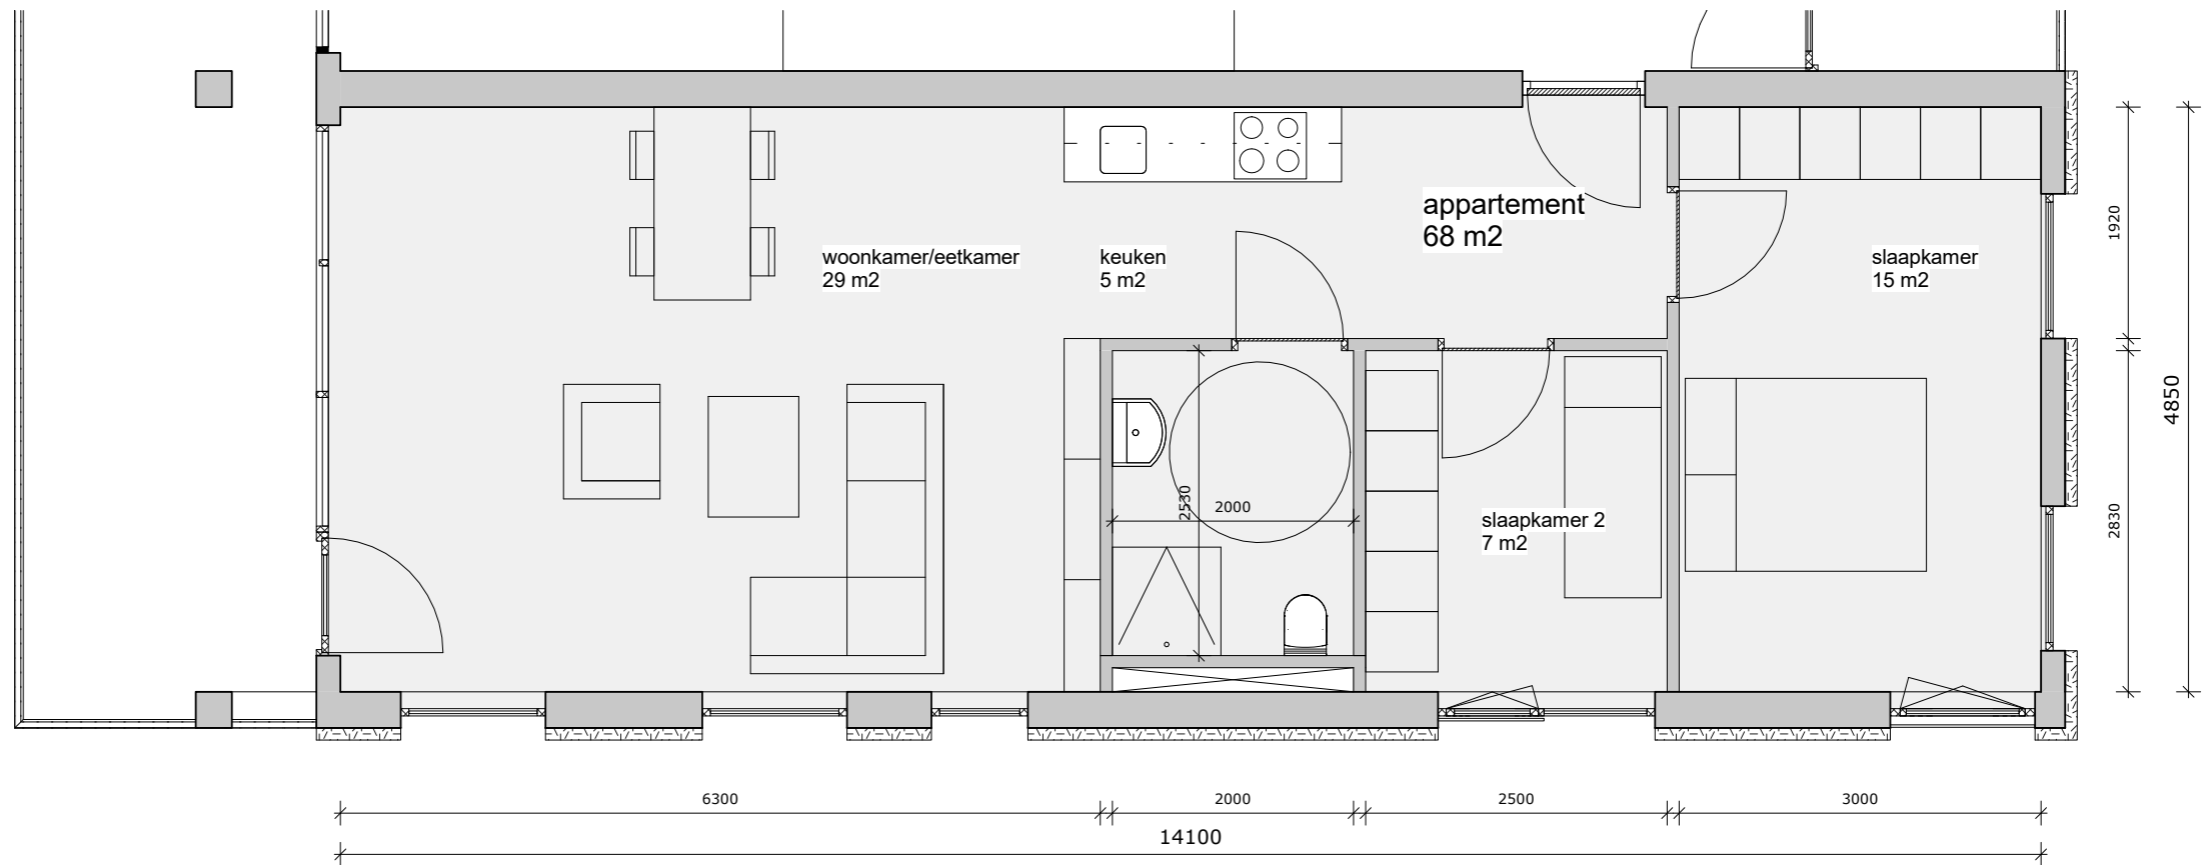 appartement
68 m2
woonkamer/eetkamer
29 m2
keuken
5 m2
slaapkamer
15 m2
slaapkamer 2
7 m2
2530
2000
1920
2830
4850
6300
2000
2500
3000
14100